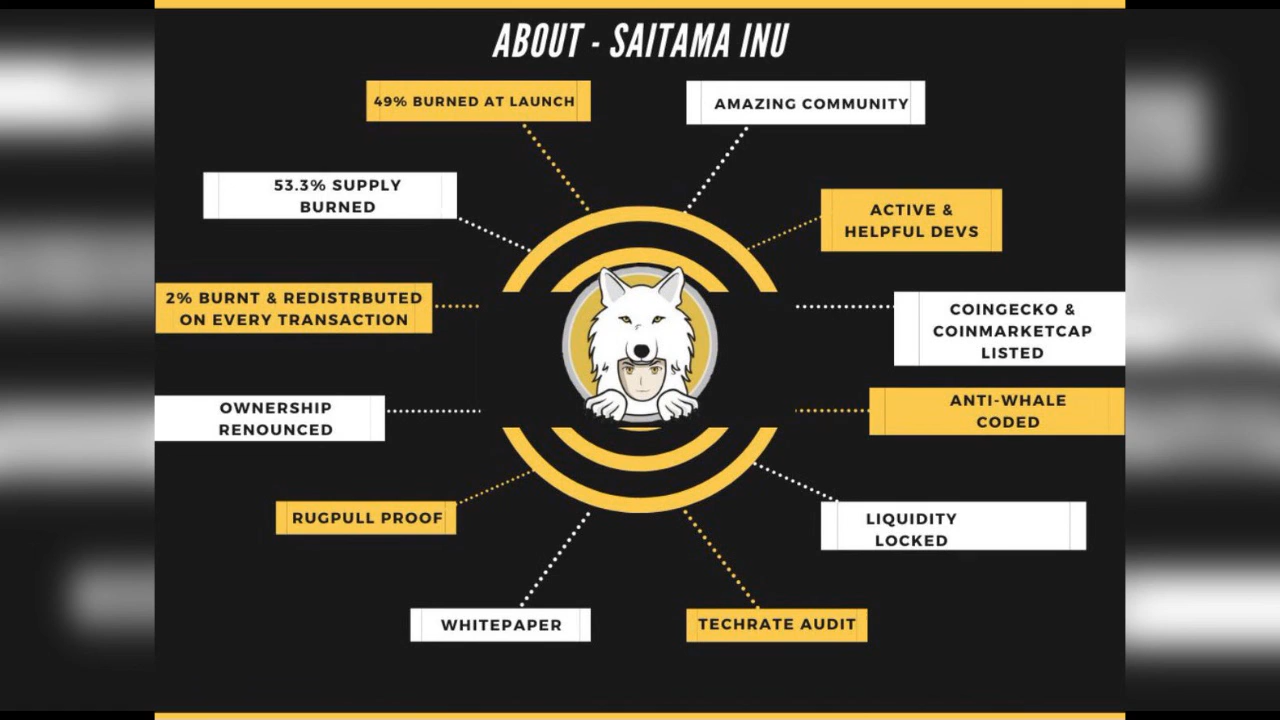 ABOUT - SAITAMA INU
49% BURNED AT LAUNCH
AMAZING COMMUNITY
53.3% SUPPLY
BURNED
ACTIVE &
HELPFUL DEVS
2% BURNT & REDISTRBUTED
ON EVERY TRANSACTION
COINGECKO &
COINMARKETCAP
LISTED
OWNERSHIP
RENOUNCED
ANTI-WHALE
CODED
RUGPULL PROOF
LIQUIDITY
LOCKED
WHITEPAPER
TECHRATE AUDIT